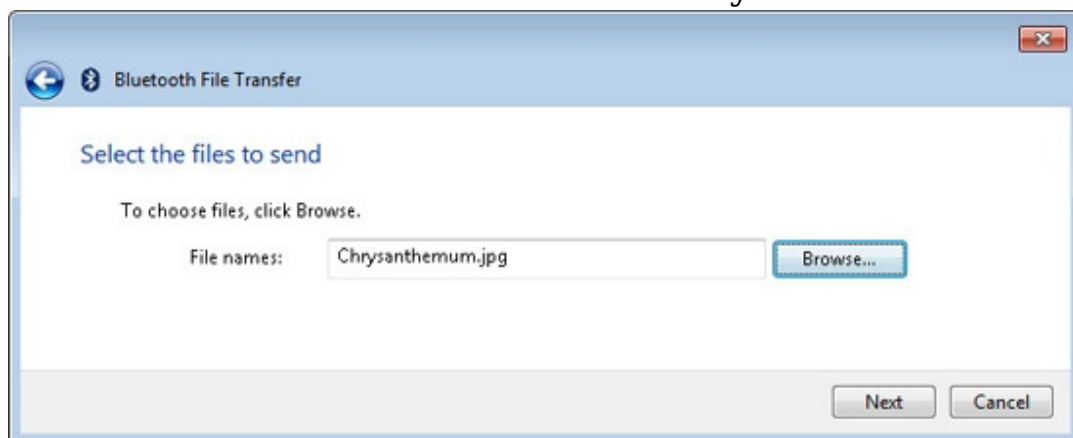 Bluetooth File Transfer
Select the files to send
To choose files, click Browse.
File names: Chrysanthemum.jpg Browse...
Next Cancel